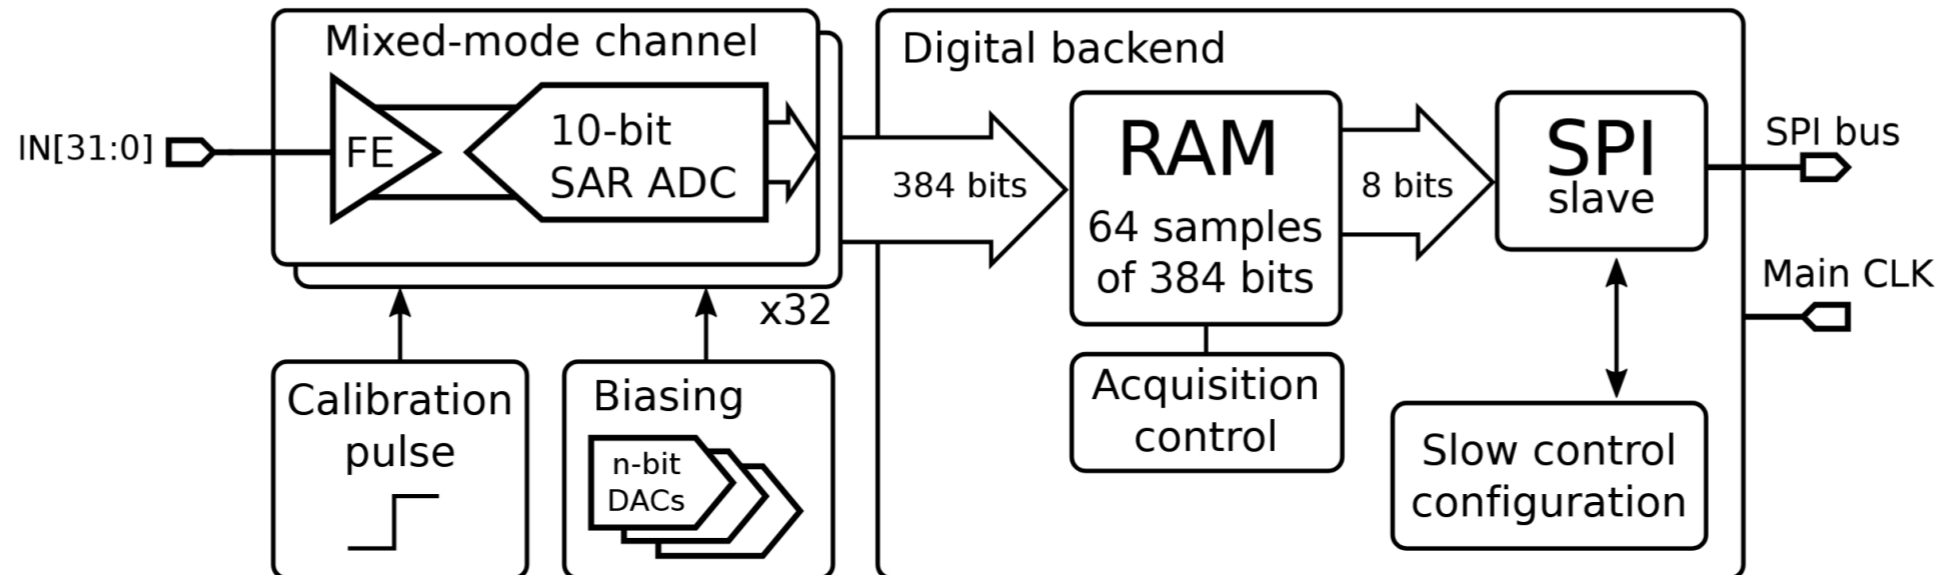 Mixed-mode channel
IN[31:0]
FE
10-bit
SAR ADC
x32
Calibration
pulse
Biasing
n-bit
DACs
Digital backend
384 bits
RAM
64 samples
of 384 bits
8 bits
SPI
slave
SPI bus
Main CLK
Acquisition
control
Slow control
configuration